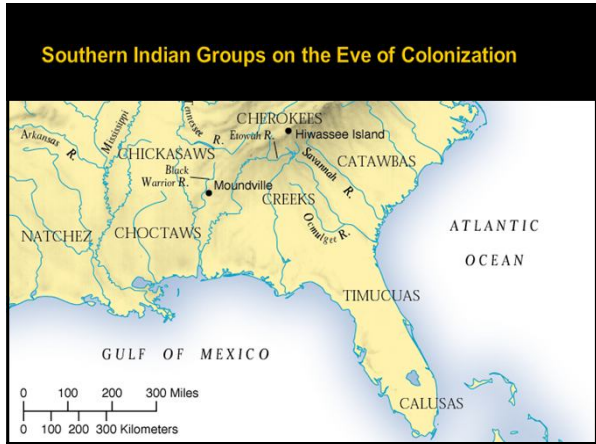 Southern Indian Groups on the Eve of Colonization
CHEROKEES
Tennessee R.
Hiwassee Island
Etowah R.
Mississippi
Arkansas R.
CHICKASAWS
CATAWBAS
Savannah R.
Black
Warrior R.
Moundville
CREEKS
NATCHEZ
CHOCTAWS
Ocmulgee R.
ATLANTIC
OCEAN
TIMUCUAS
GULF OF MEXICO
0 100 200 300 Miles
0 100 200 300 Kilometers
CALUSAS